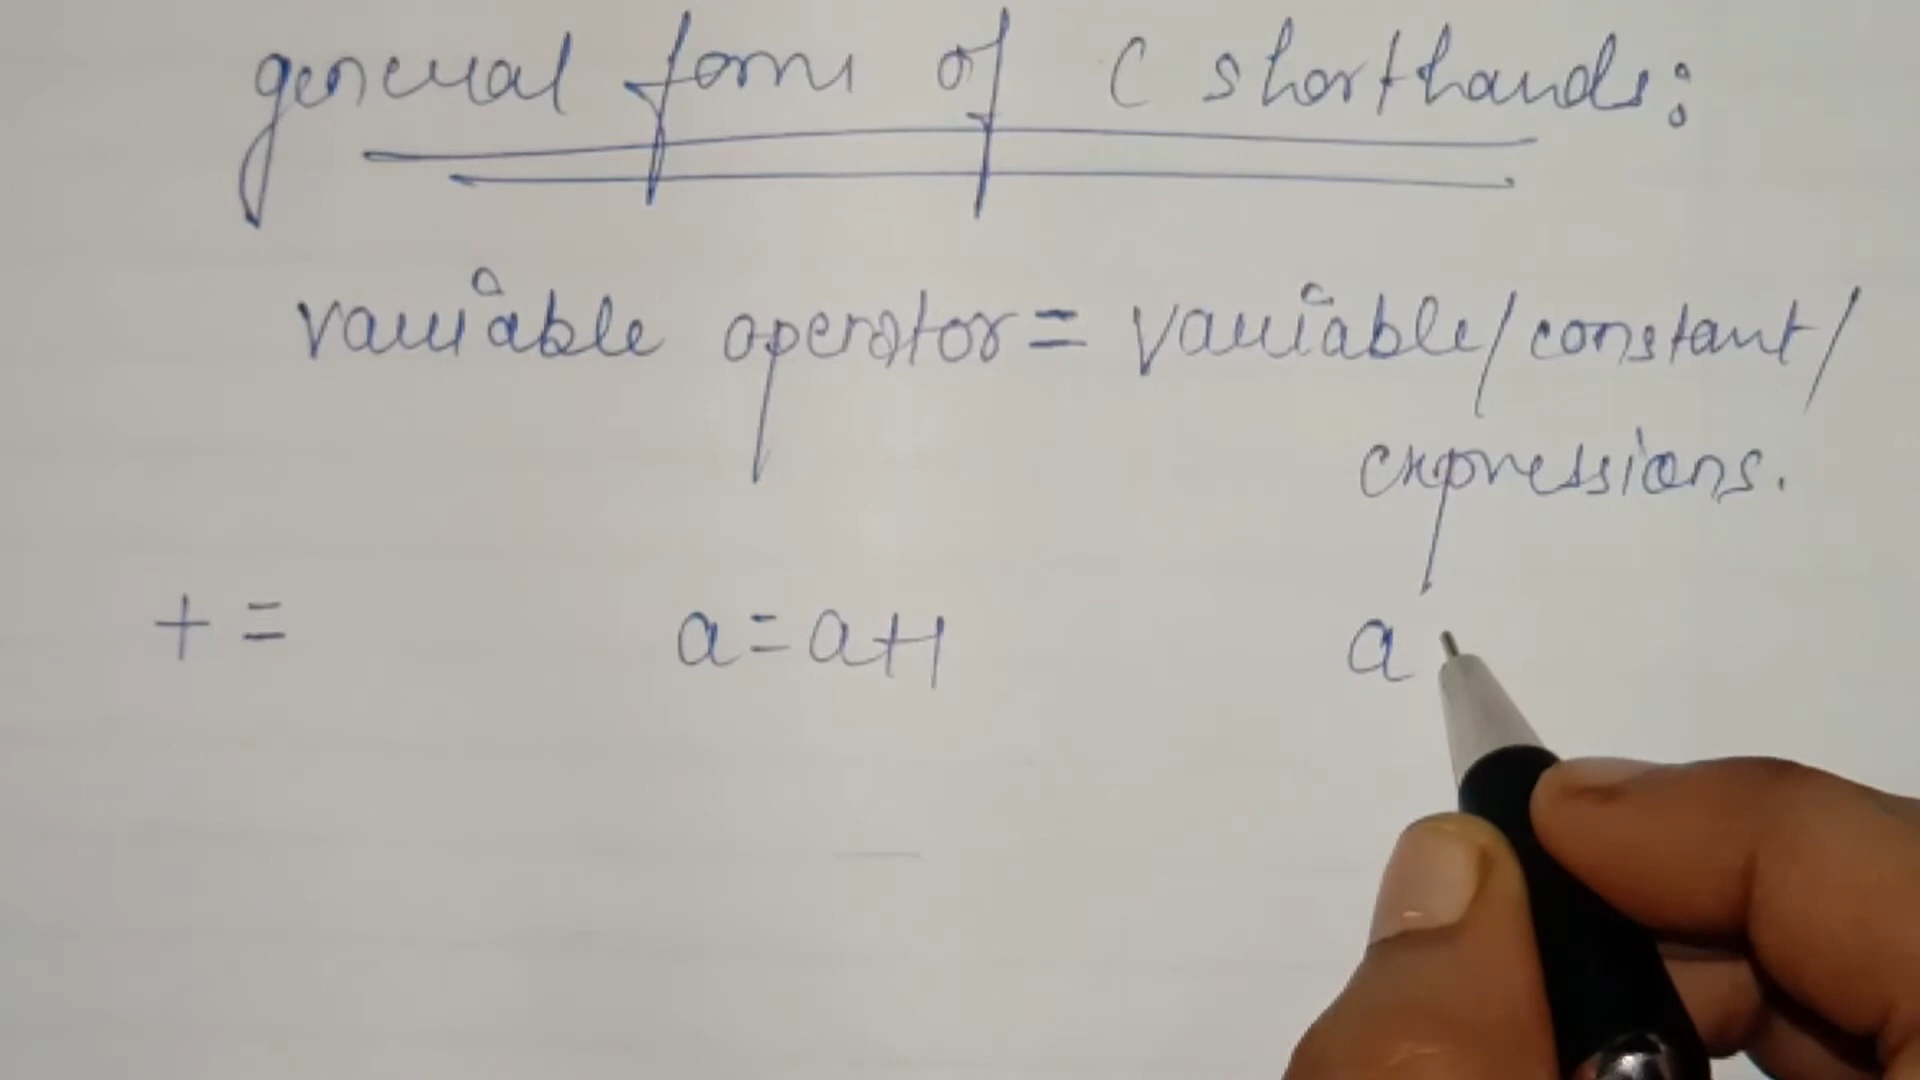 general form of C shorthands:
variable operator= variable/constant/
expressions.
+= a=a+1 a